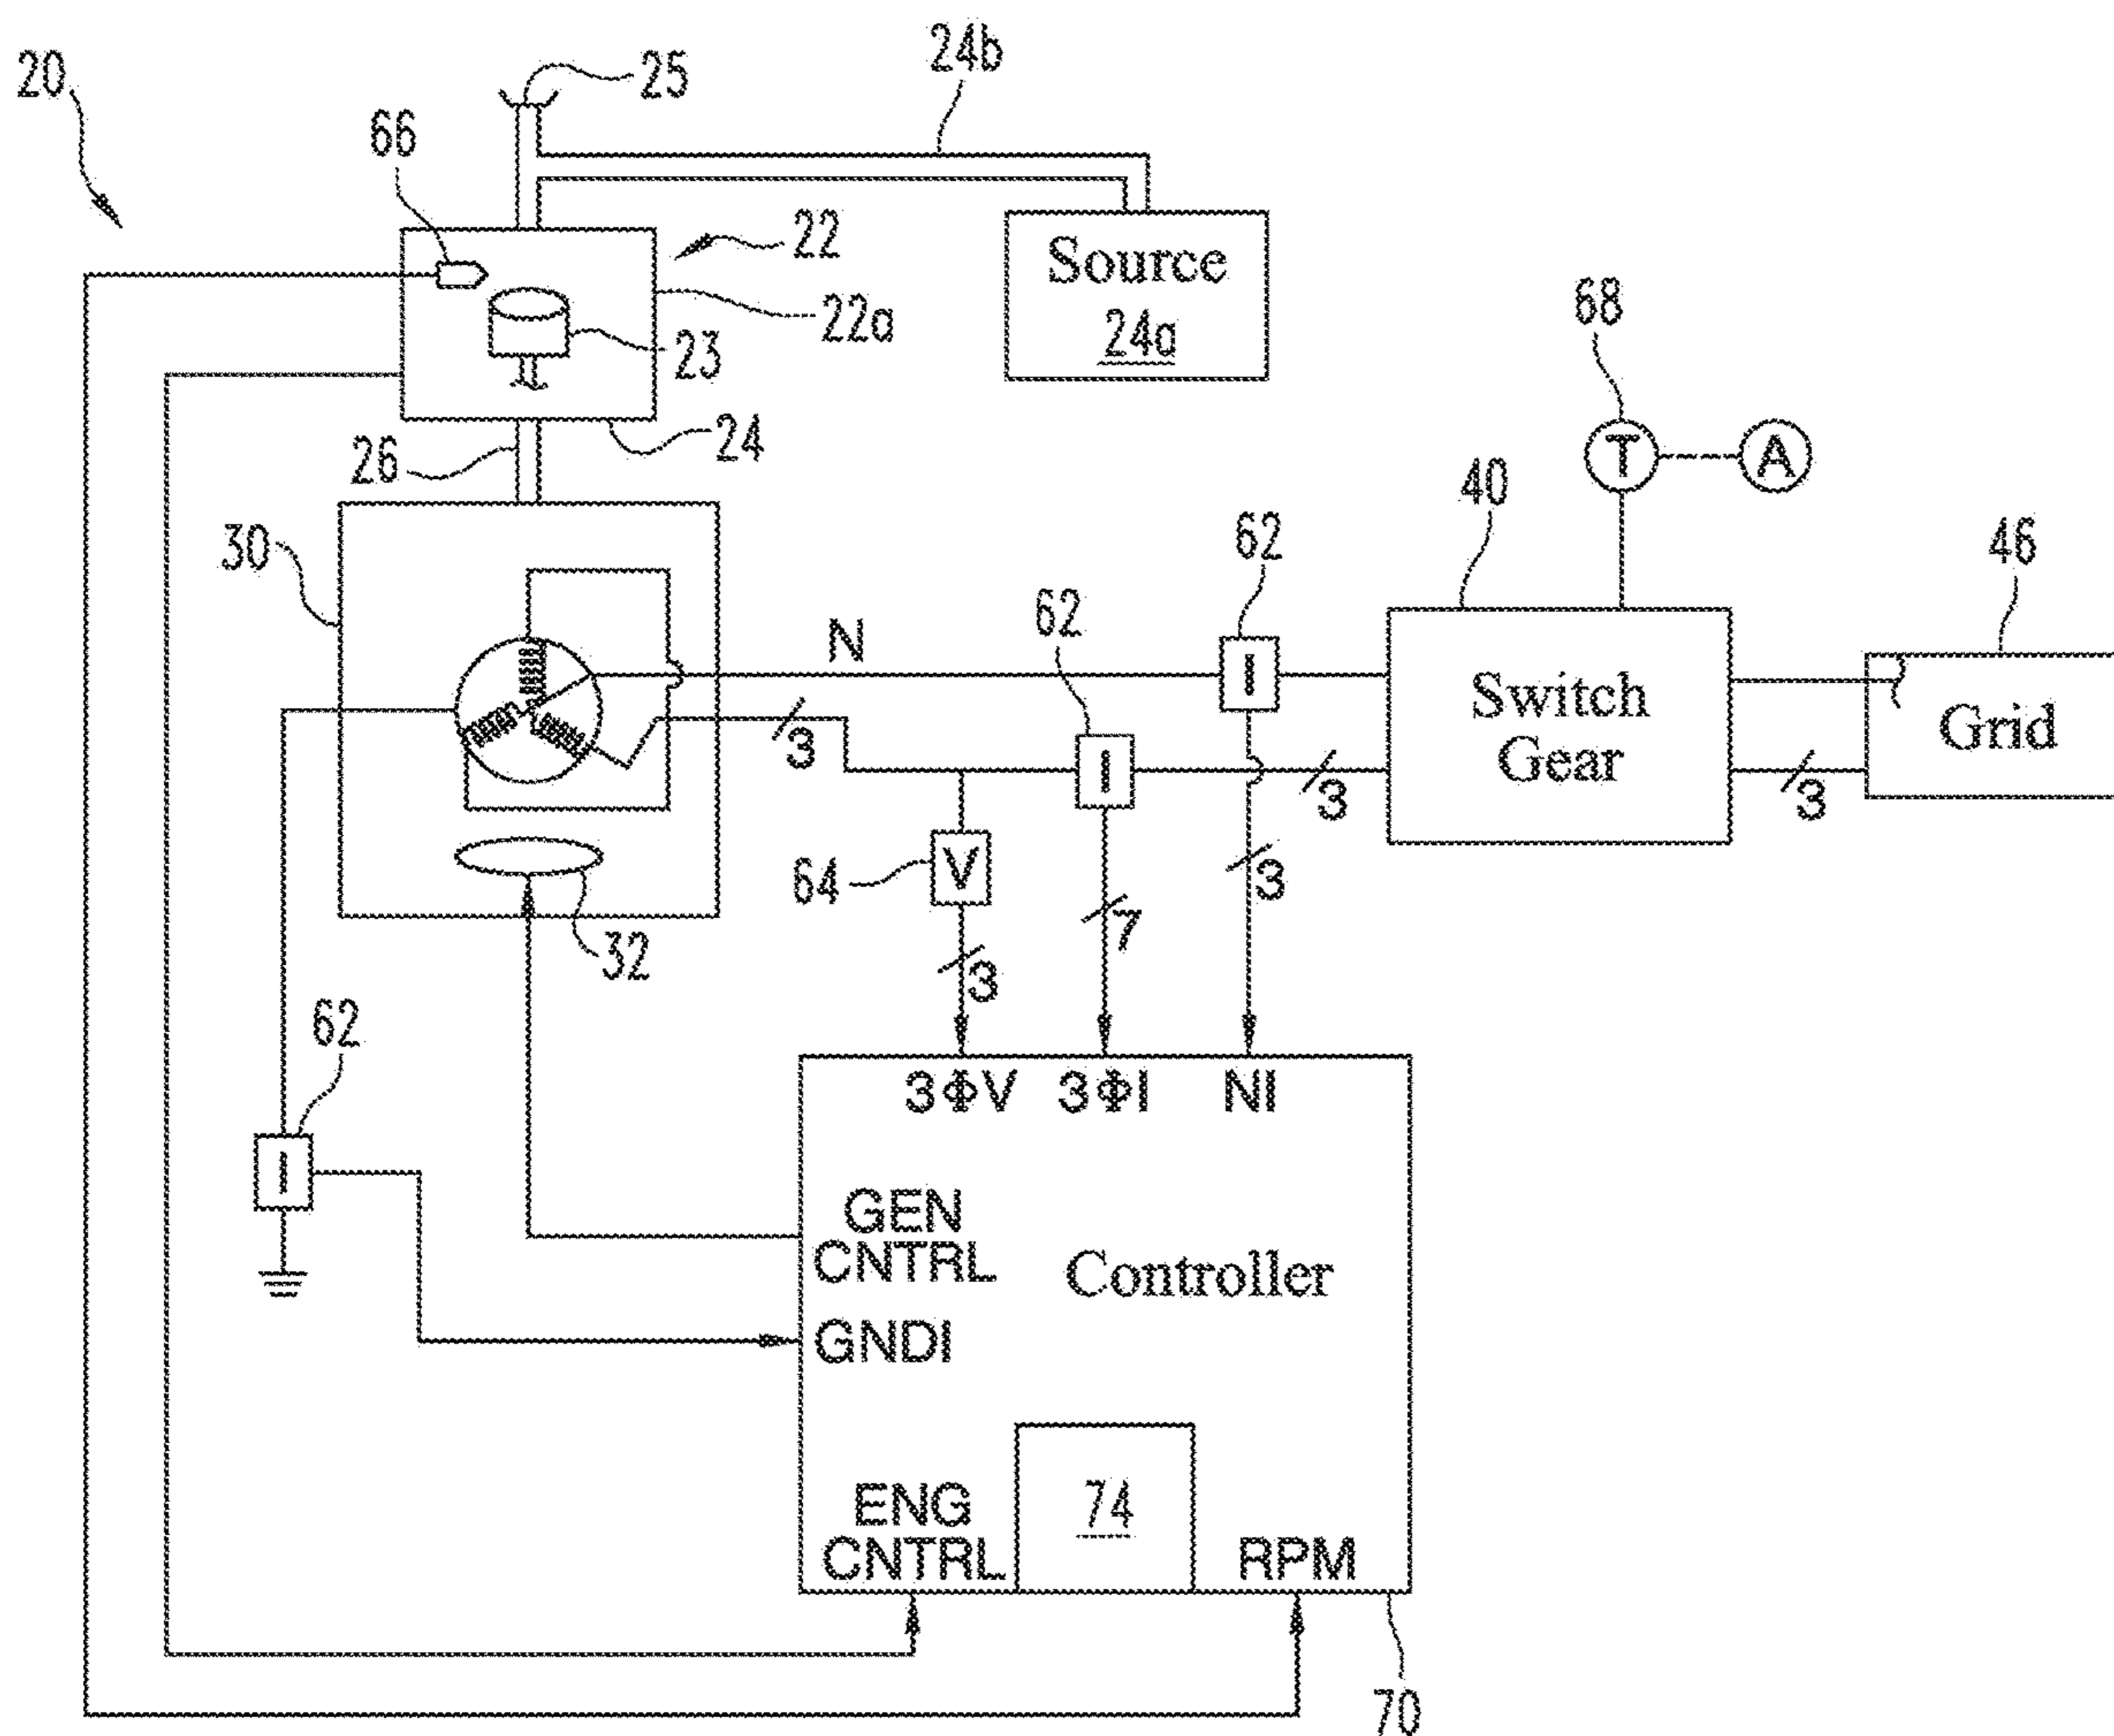 20
25
24b
66
22
Source
24a
22a
23
68
T
A
24
26
40
30
62
46
62
N
I
Switch
Gear
Grid
3
I
3
3
64
V
7
3
32
3
62
3ΦV
3ΦI
NI
I
GEN
CNTRL
Controller
GNDI
ENG
CNTRL
74
RPM
70